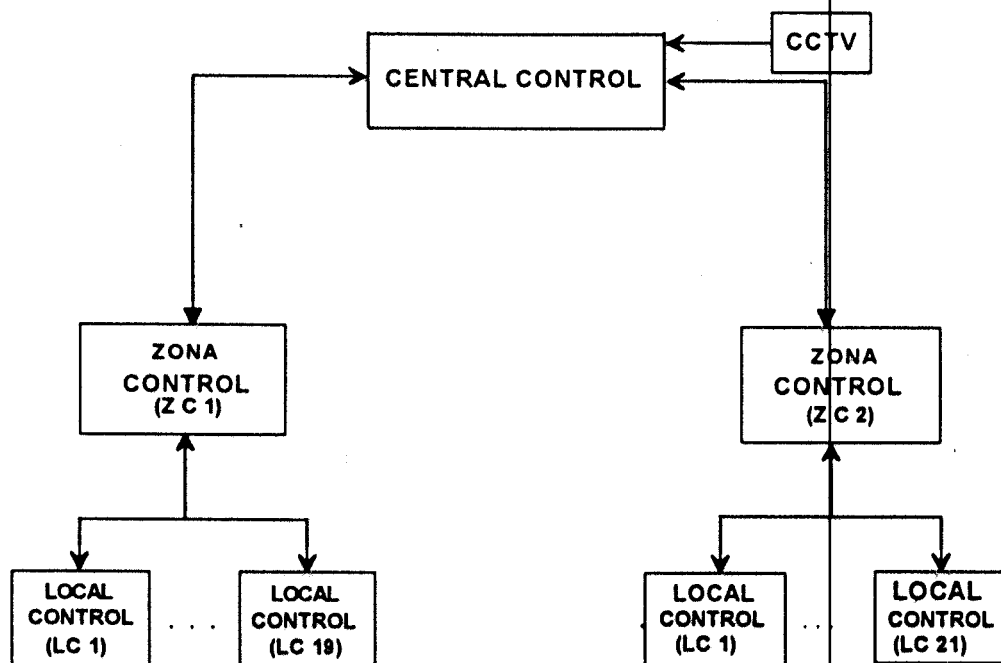 CCTV
CENTRAL CONTROL
ZONA
CONTROL
(Z C 1)
ZONA
CONTROL
(Z C 2)
LOCAL
CONTROL
(LC 1)
. . .
LOCAL
CONTROL
(LC 19)
LOCAL
CONTROL
(LC 1)
. . .
LOCAL
CONTROL
(LC 21)